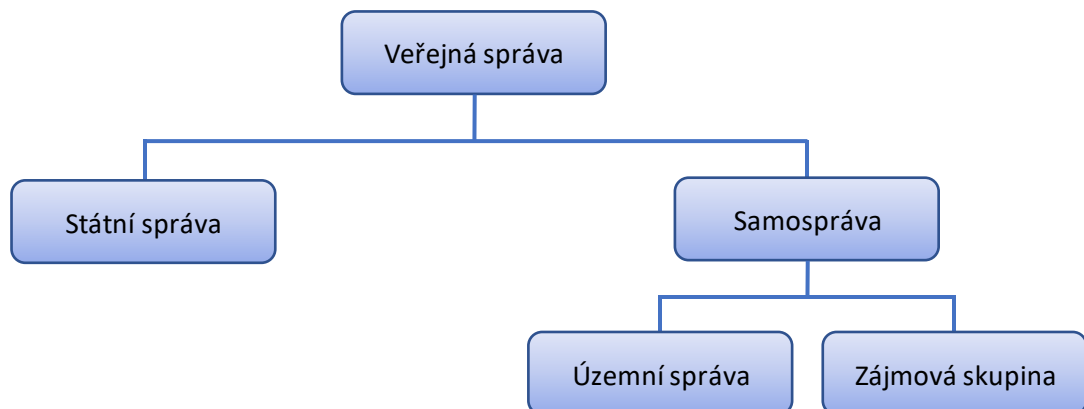 Veřejná správa
Státní správa
Samospráva
Územní správa
Zájmová skupina